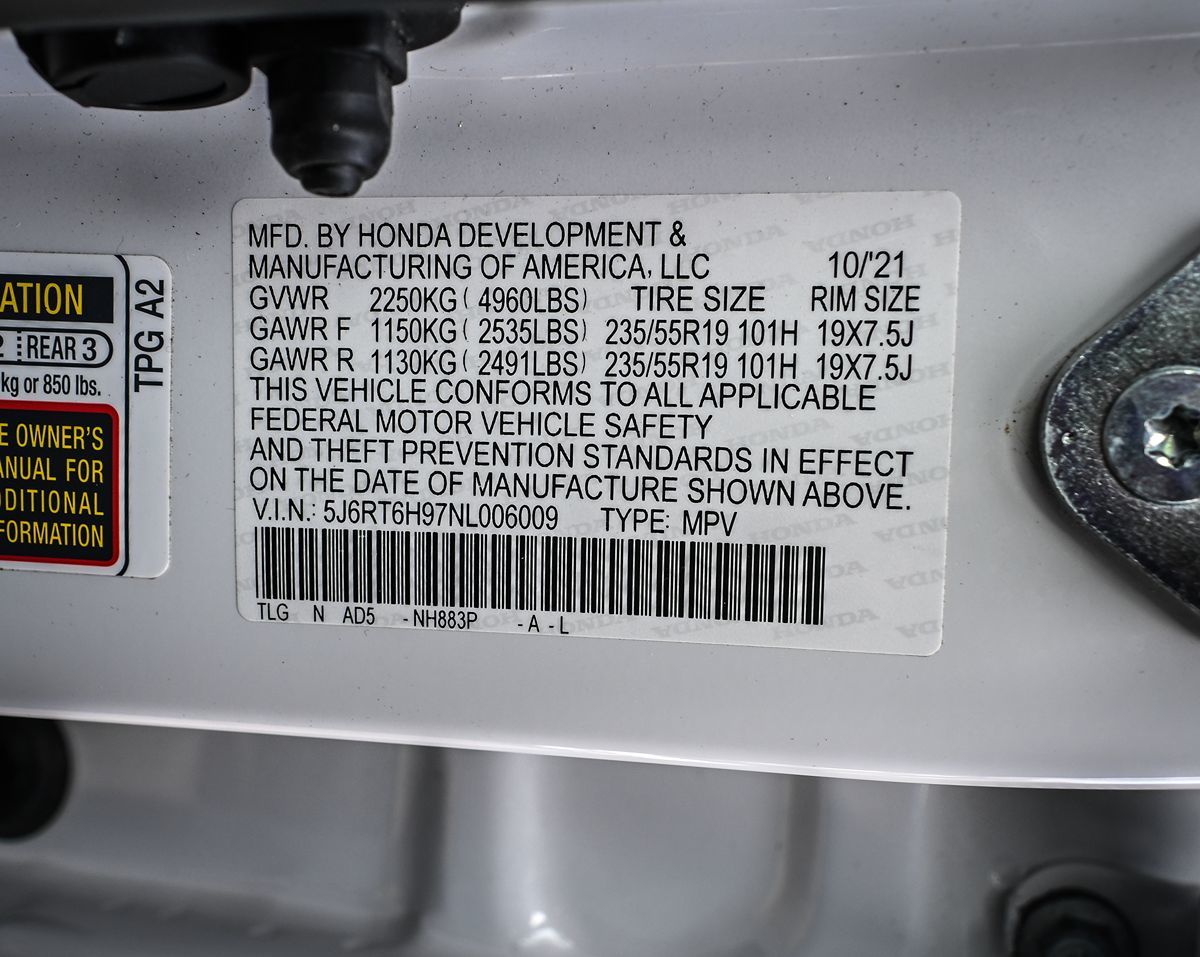 MFD. BY HONDA DEVELOPMENT &
MANUFACTURING OF AMERICA, LLC 10/'21
GVWR 2250KG ( 4960LBS) TIRE SIZE RIM SIZE
GAWR F 1150KG ( 2535LBS) 235/55R19 101H 19X7.5J
GAWR R 1130KG ( 2491LBS) 235/55R19 101H 19X7.5J
THIS VEHICLE CONFORMS TO ALL APPLICABLE
FEDERAL MOTOR VEHICLE SAFETY
AND THEFT PREVENTION STANDARDS IN EFFECT
ON THE DATE OF MANUFACTURE SHOWN ABOVE.
V.I.N.: 5J6RT6H97NL006009 TYPE: MPV
TLG N AD5 - NH883P - A - L
ATION
2 REAR 3
kg or 850 lbs.
E OWNER'S
ANUAL FOR
DDITIONAL
FORMATION
TPG A2